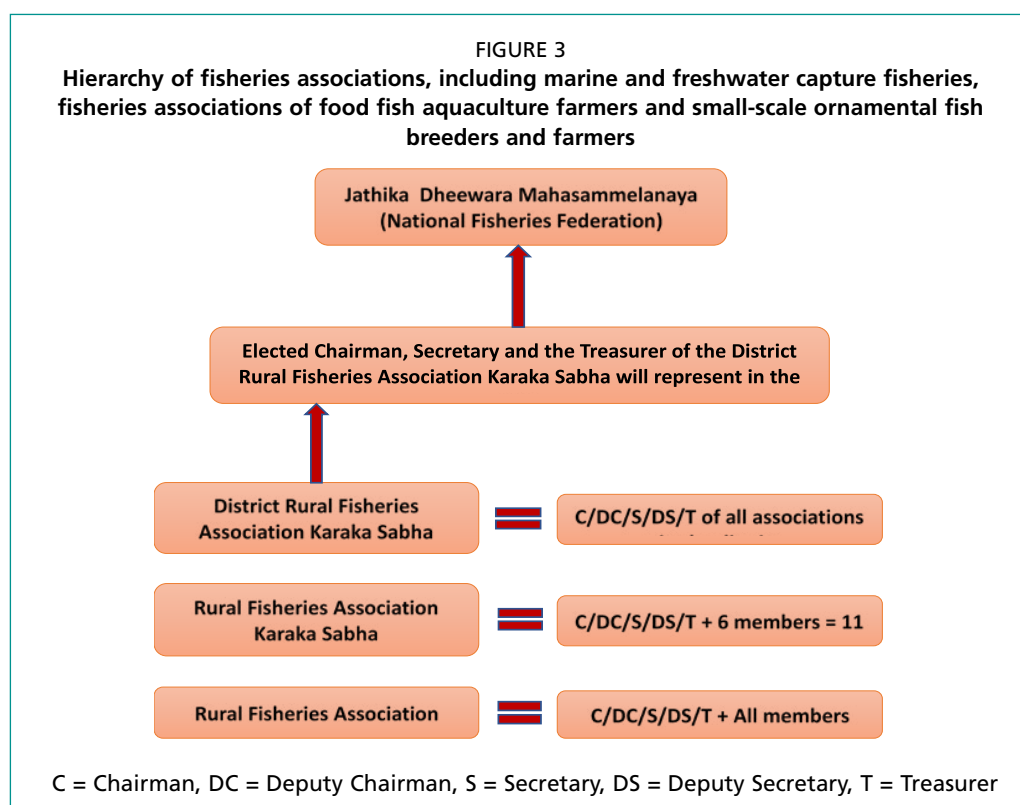 FIGURE 3
Hierarchy of fisheries associations, including marine and freshwater capture fisheries,
fisheries associations of food fish aquaculture farmers and small-scale ornamental fish
breeders and farmers
Jathika Dheewara Mahasammelanaya
(National Fisheries Federation)
Elected Chairman, Secretary and the Treasurer of the District
Rural Fisheries Association Karaka Sabha will represent in the
District Rural Fisheries
Association Karaka Sabha
C/DC/S/DS/T of all associations
Rural Fisheries Association
Karaka Sabha
C/DC/S/DS/T + 6 members = 11
Rural Fisheries Association
C/DC/S/DS/T + All members
C = Chairman, DC = Deputy Chairman, S = Secretary, DS = Deputy Secretary, T = Treasurer